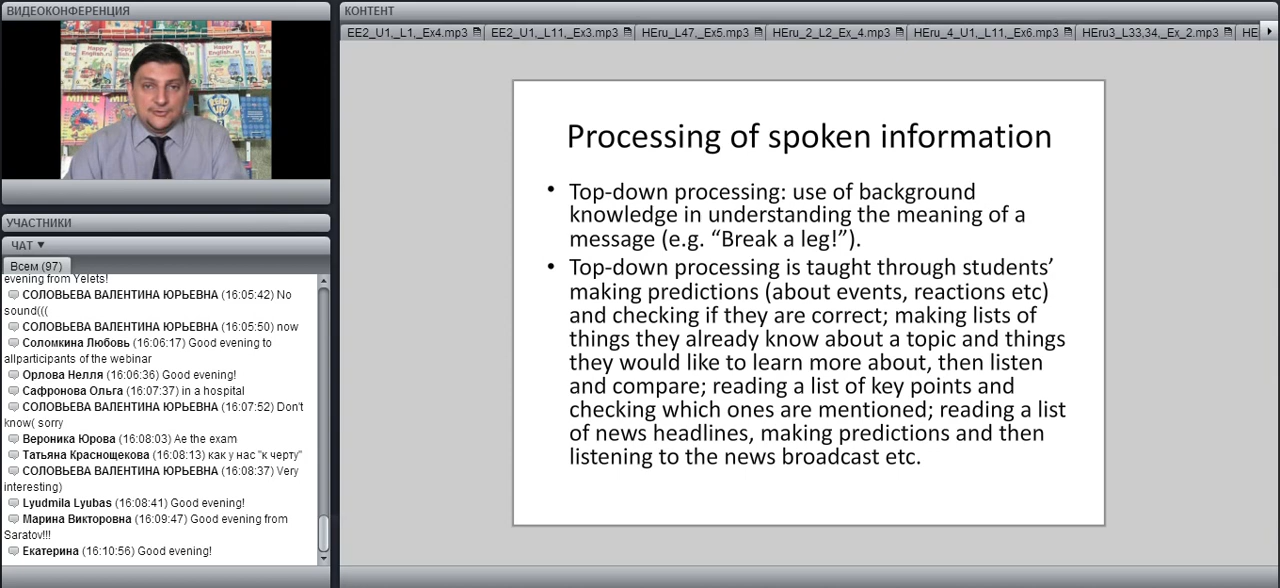 ВИДЕОКОНФЕРЕНЦИЯ
Happy English.ru
MILLIE
READ UP!
УЧАСТНИКИ
ЧАТ ▼
Всем (97)
evening from Yelets!
СОЛОВЬЕВА ВАЛЕНТИНА ЮРЬЕВНА (16:05:42) No
sound(((
СОЛОВЬЕВА ВАЛЕНТИНА ЮРЬЕВНА (16:05:50) now
Соломкина Любовь (16:06:17) Good evening to
allparticipants of the webinar
Орлова Нелля (16:06:36) Good evening!
Сафронова Ольга (16:07:37) in a hospital
СОЛОВЬЕВА ВАЛЕНТИНА ЮРЬЕВНА (16:07:52) Don't
know( sorry
Вероника Юрова (16:08:03) Ae the exam
Татьяна Краснощекова (16:08:13) как у нас "к черту"
СОЛОВЬЕВА ВАЛЕНТИНА ЮРЬЕВНА (16:08:37) Very
interesting)
Lyudmila Lyubas (16:08:41) Good evening!
Марина Викторовна (16:09:47) Good evening from
Saratov!!!
Екатерина (16:10:56) Good evening!
КОНТЕНТ
EE2_U1,_L1,_Ex4.mp3 EE2_U1,_L11,_Ex3.mp3 HEru_L47,_Ex5.mp3 HEru_2_L2_Ex_4.mp3 HEru_4_U1,_L11,_Ex6.mp3 HEru3_L33,34,_Ex_2.mp3 HE
Processing of spoken information
• Top-down processing: use of background
knowledge in understanding the meaning of a
message (e.g. “Break a leg!”).
• Top-down processing is taught through students’
making predictions (about events, reactions etc)
and checking if they are correct; making lists of
things they already know about a topic and things
they would like to learn more about, then listen
and compare; reading a list of key points and
checking which ones are mentioned; reading a list
of news headlines, making predictions and then
listening to the news broadcast etc.